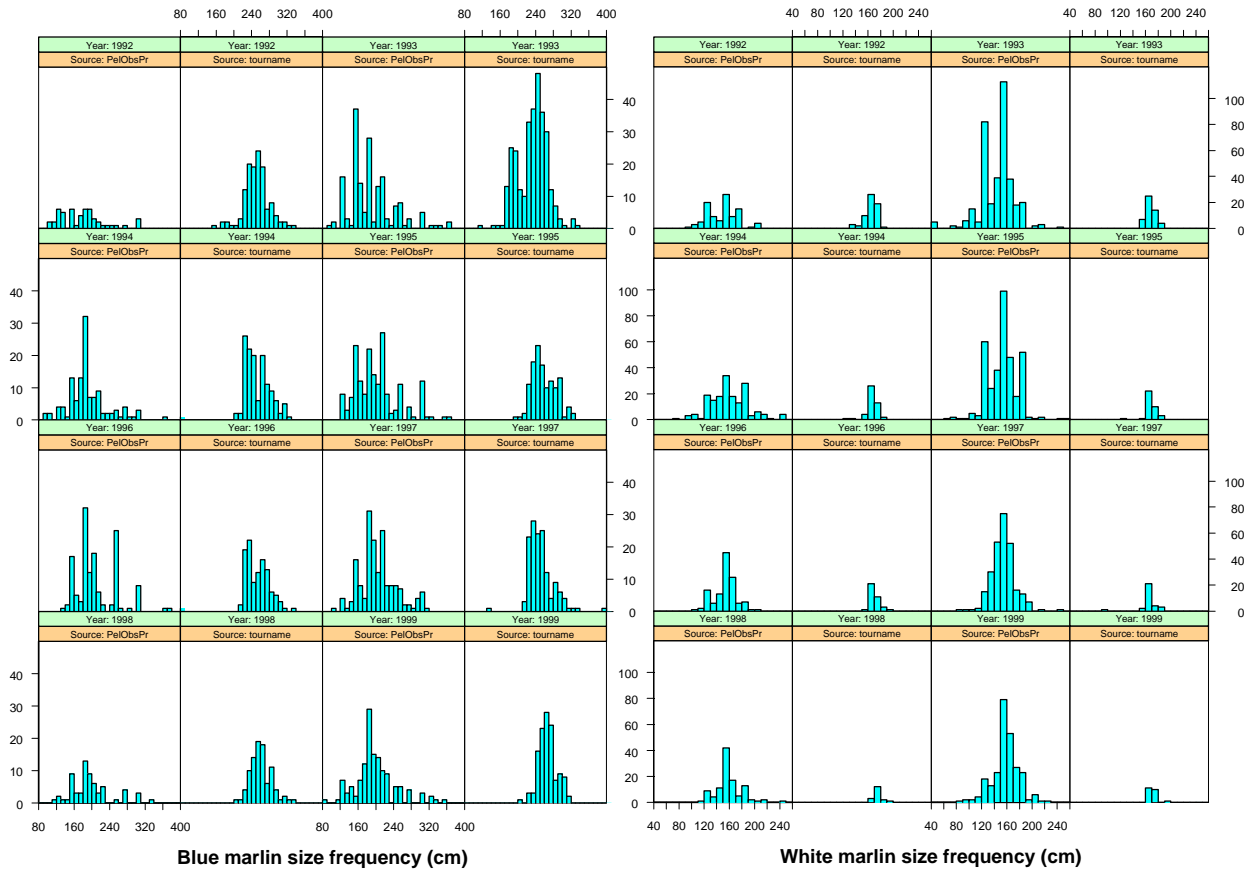 80 160 240 320 400 80 160 240 320 400 40 80 120 160 200 240 40 80 120 160 200 240
Year: 1992 Year: 1992 Year: 1993 Year: 1993 Year: 1992 Year: 1992 Year: 1993 Year: 1993
Source: PelObsPr Source: tourname Source: PelObsPr Source: tourname Source: PelObsPr Source: tourname Source: PelObsPr Source: tourname
40 100
30 80
60
20 40
10 20
0 0
Year: 1994 Year: 1994 Year: 1995 Year: 1995 Year: 1994 Year: 1994 Year: 1995 Year: 1995
Source: PelObsPr Source: tourname Source: PelObsPr Source: tourname Source: PelObsPr Source: tourname Source: PelObsPr Source: tourname
40 100
30 80
60
20 40
10 20
0 0
Year: 1996 Year: 1996 Year: 1997 Year: 1997 Year: 1996 Year: 1996 Year: 1997 Year: 1997
Source: PelObsPr Source: tourname Source: PelObsPr Source: tourname Source: PelObsPr Source: tourname Source: PelObsPr Source: tourname
40 100
30 80
60
20 40
10 20
0 0
Year: 1998 Year: 1998 Year: 1999 Year: 1999 Year: 1998 Year: 1998 Year: 1999 Year: 1999
Source: PelObsPr Source: tourname Source: PelObsPr Source: tourname Source: PelObsPr Source: tourname Source: PelObsPr Source: tourname
40 100
30 80
60
20 40
10 20
0 0
80 160 240 320 400 80 160 240 320 400 40 80 120 160 200 240 40 80 120 160 200 240
Blue marlin size frequency (cm) White marlin size frequency (cm)